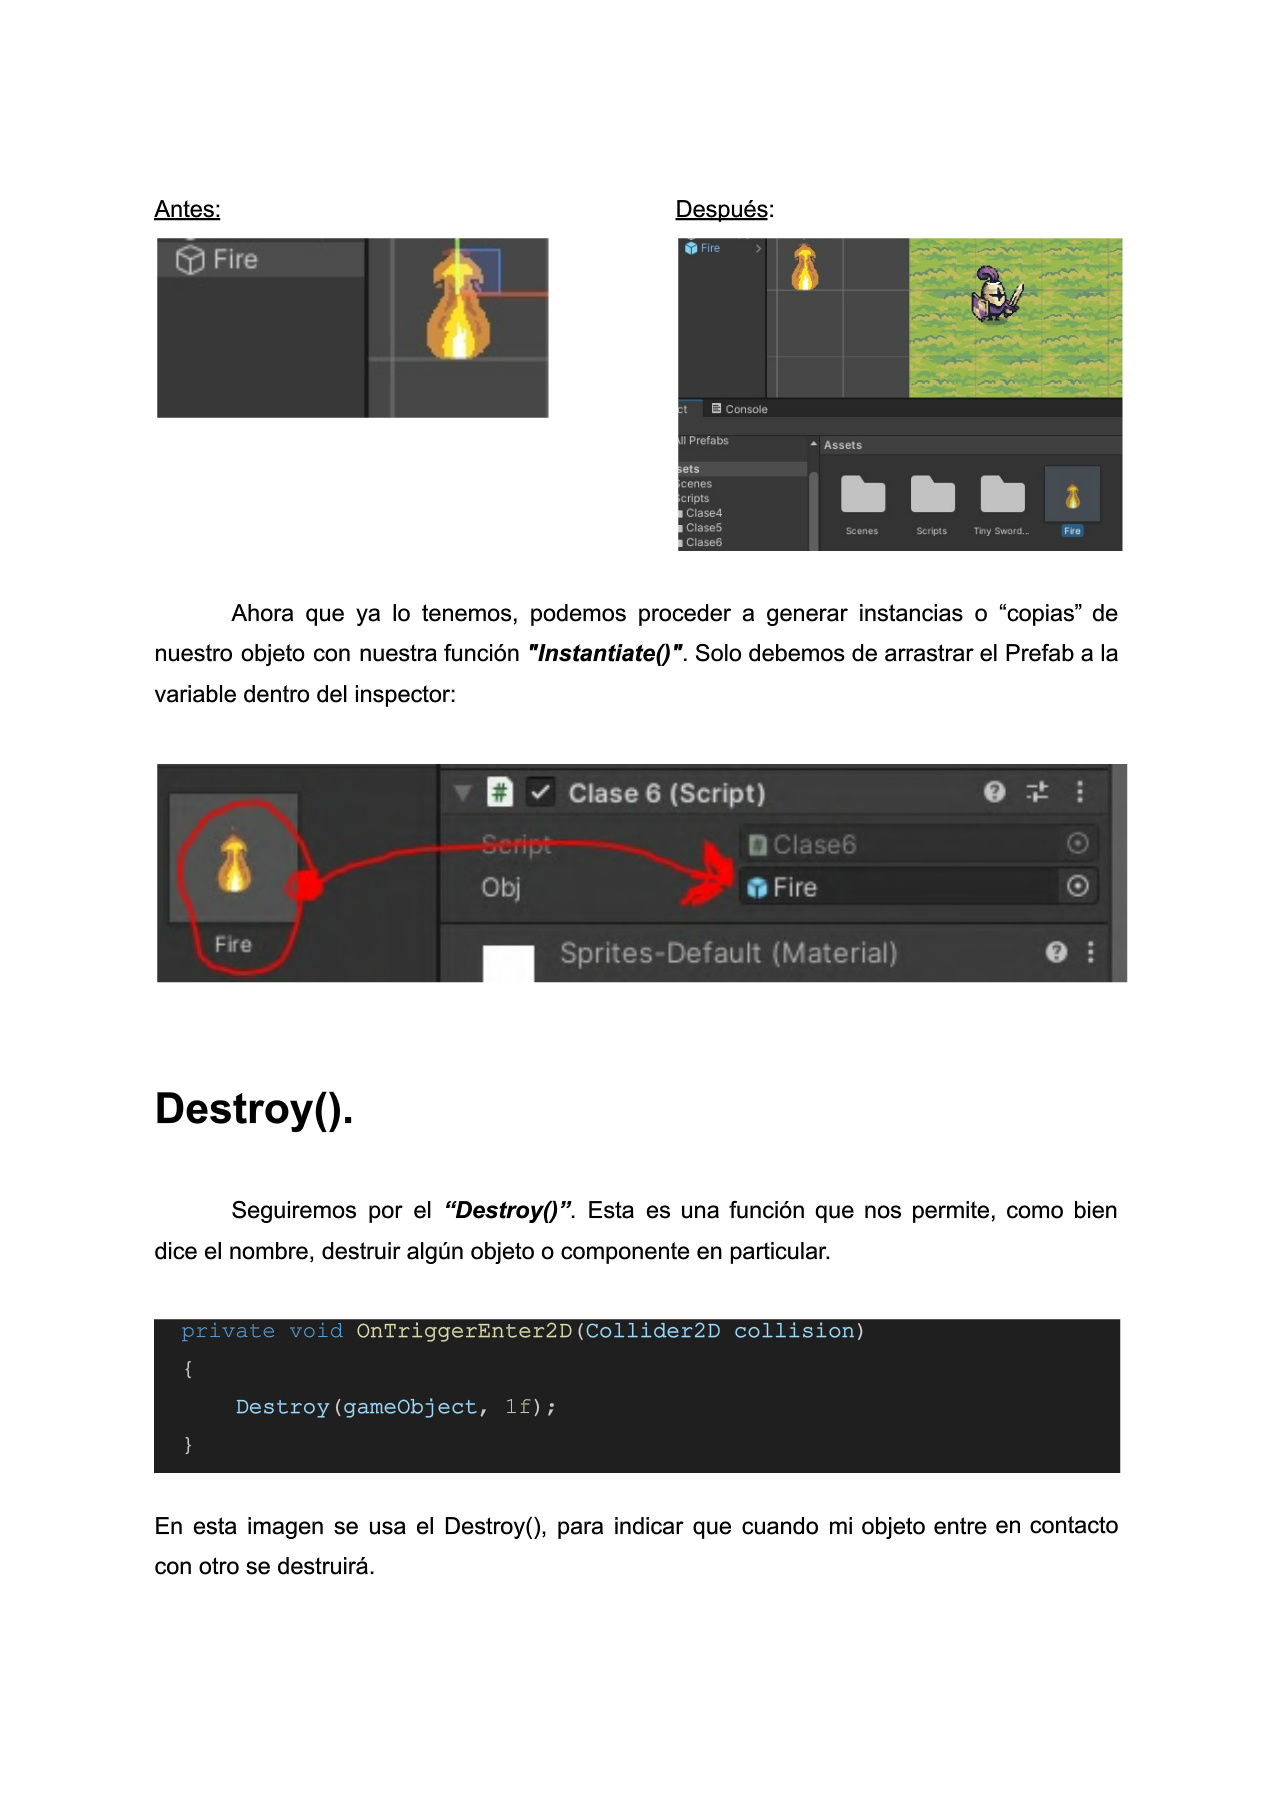 Antes:
Después:
Fire
Fire
Console
ct
All Prefabs
Assets
sets
Scenes
cripts
Clase4
Clase5
Clase6
Scenes
Scripts
Tiny Sword...
Fire
Ahora que ya lo tenemos, podemos proceder a generar instancias o “copias” de
nuestro objeto con nuestra función "Instantiate()". Solo debemos de arrastrar el Prefab a la
variable dentro del inspector:
Fire
# Clase 6 (Script)
Script
# Clase6
Obj
Fire
Sprites-Default (Material)
Destroy().
Seguiremos por el “Destroy()”. Esta es una función que nos permite, como bien
dice el nombre, destruir algún objeto o componente en particular.
private void OnTriggerEnter2D(Collider2D collision)
{
Destroy(gameObject, 1f);
}
En esta imagen se usa el Destroy(), para indicar que cuando mi objeto entre en contacto
con otro se destruirá.